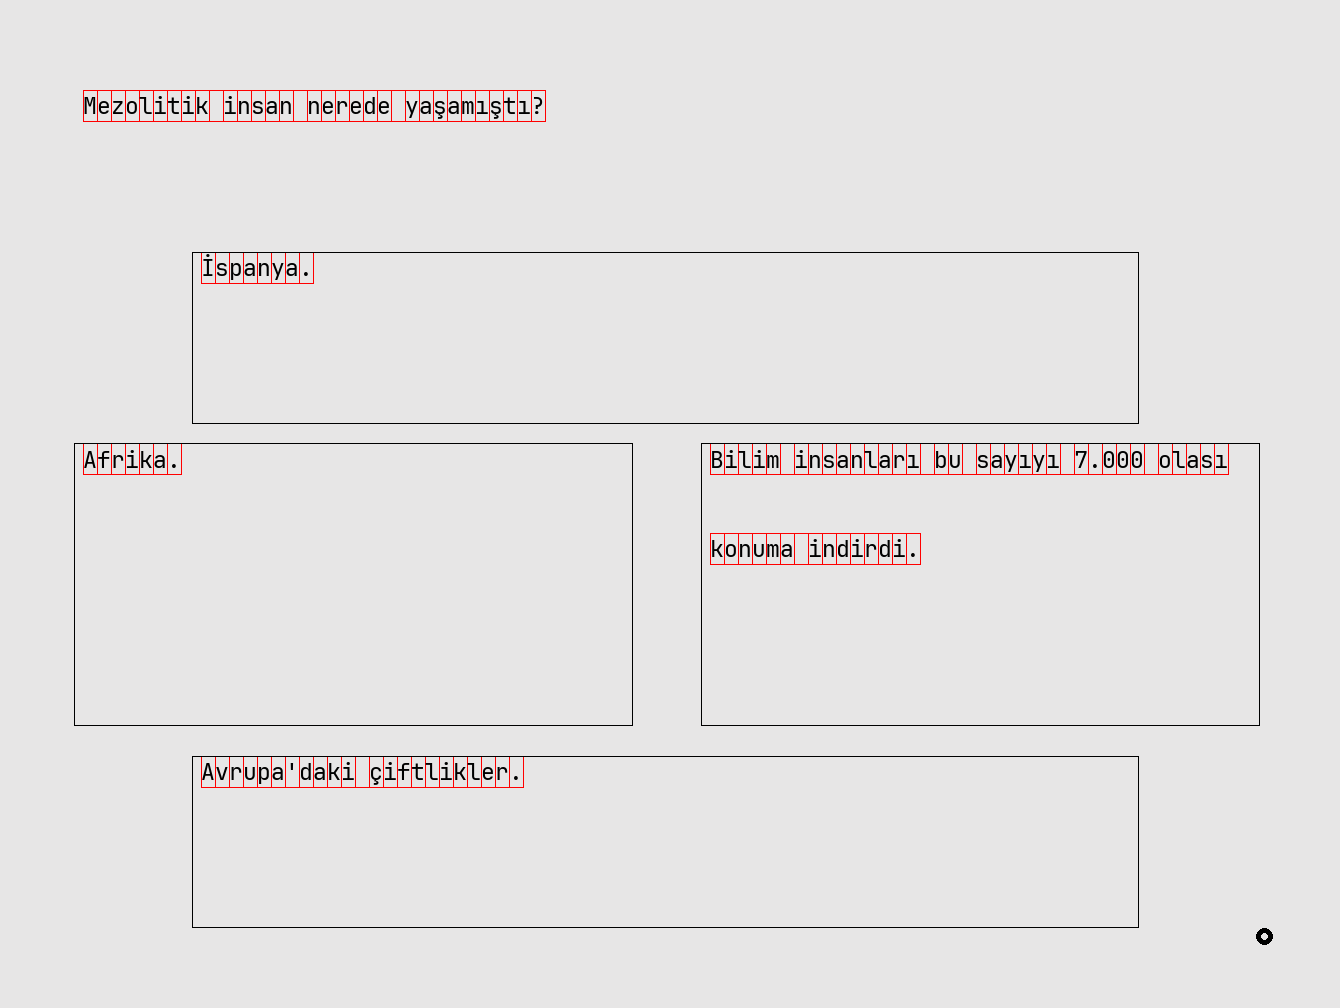 Mezolitik insan nerede yaşamıştı?
İspanya.
Afrika.
Bilim insanları bu sayıyı 7.000 olası
konuma indirdi.
Avrupa'daki çiftlikler.